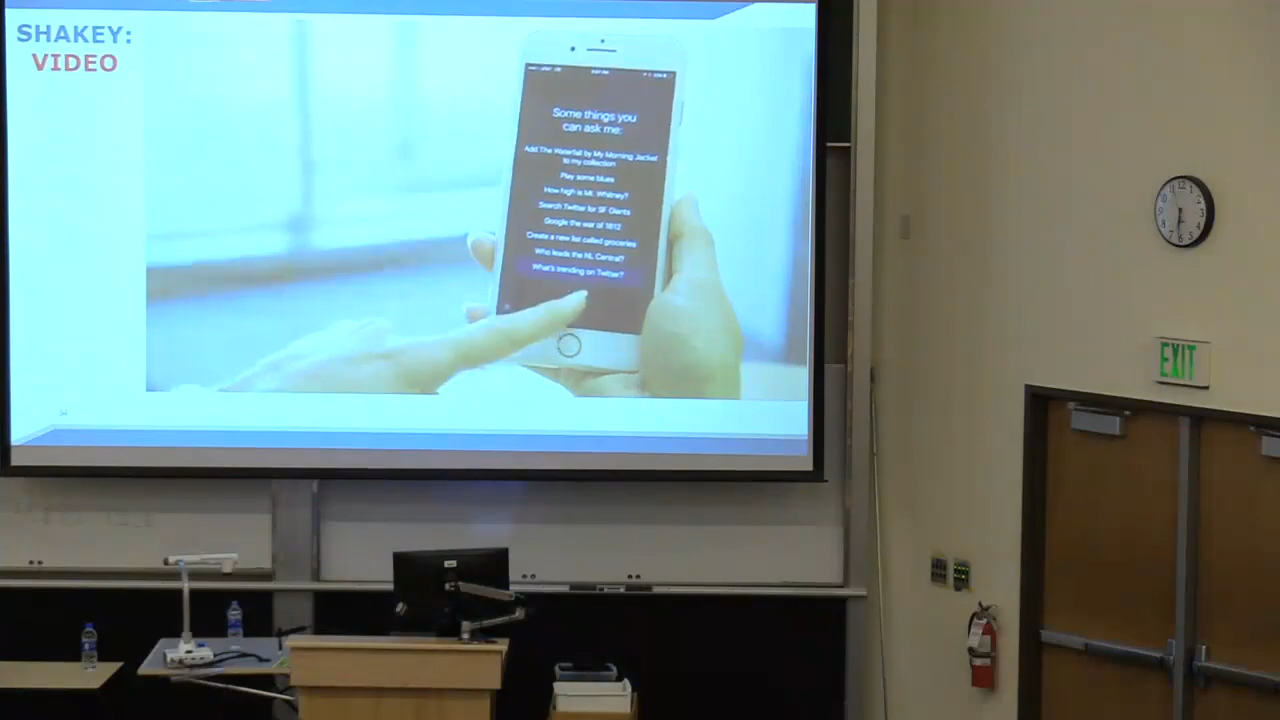 SHAKEY:
VIDEO
Some things you
can ask me:
Add The Waterfall by My Morning Jacket
to my collection
Play some blues
How high is Mt. Whitney?
Search Twitter for SF Giants
Google the war of 1812
Create a new list called groceries
Who leads the NL Central?
What's trending on Twitter?
EXIT